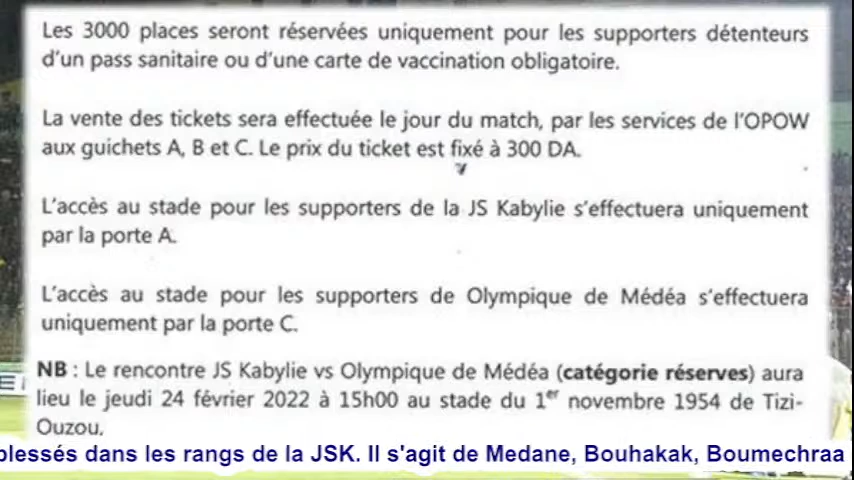 Les 3000 places seront réservées uniquement pour les supporters détenteurs
d'un pass sanitaire ou d'une carte de vaccination obligatoire.
La vente des tickets sera effectuée le jour du match, par les services de l'OPOW
aux guichets A, B et C. Le prix du ticket est fixé à 300 DA.
L'accès au stade pour les supporters de la JS Kabylie s'effectuera uniquement
par la porte A.
L'accès au stade pour les supporters de Olympique de Médéa s'effectuera
uniquement par la porte C.
NB : Le rencontre JS Kabylie vs Olympique de Médéa (catégorie réserves) aura
lieu le jeudi 24 février 2022 à 15h00 au stade du 1er novembre 1954 de Tizi-
Ouzou.
blessés dans les rangs de la JSK. Il s'agit de Medane, Bouhakak, Boumechraa